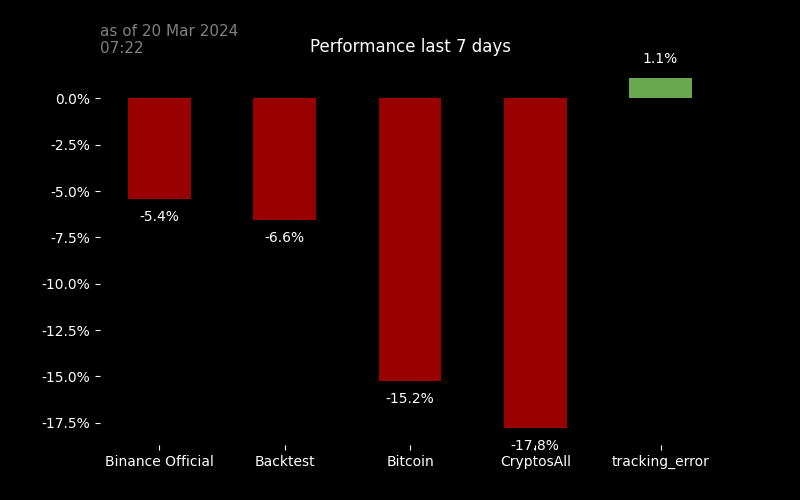 as of 20 Mar 2024
07:22
Performance last 7 days
1.1%
0.0%
-2.5%
-5.0%
-5.4%
-6.6%
-7.5%
-10.0%
-12.5%
-15.0%
-15.2%
-17.5%
-17.8%
Binance Official
Backtest
Bitcoin
CryptosAll
tracking_error